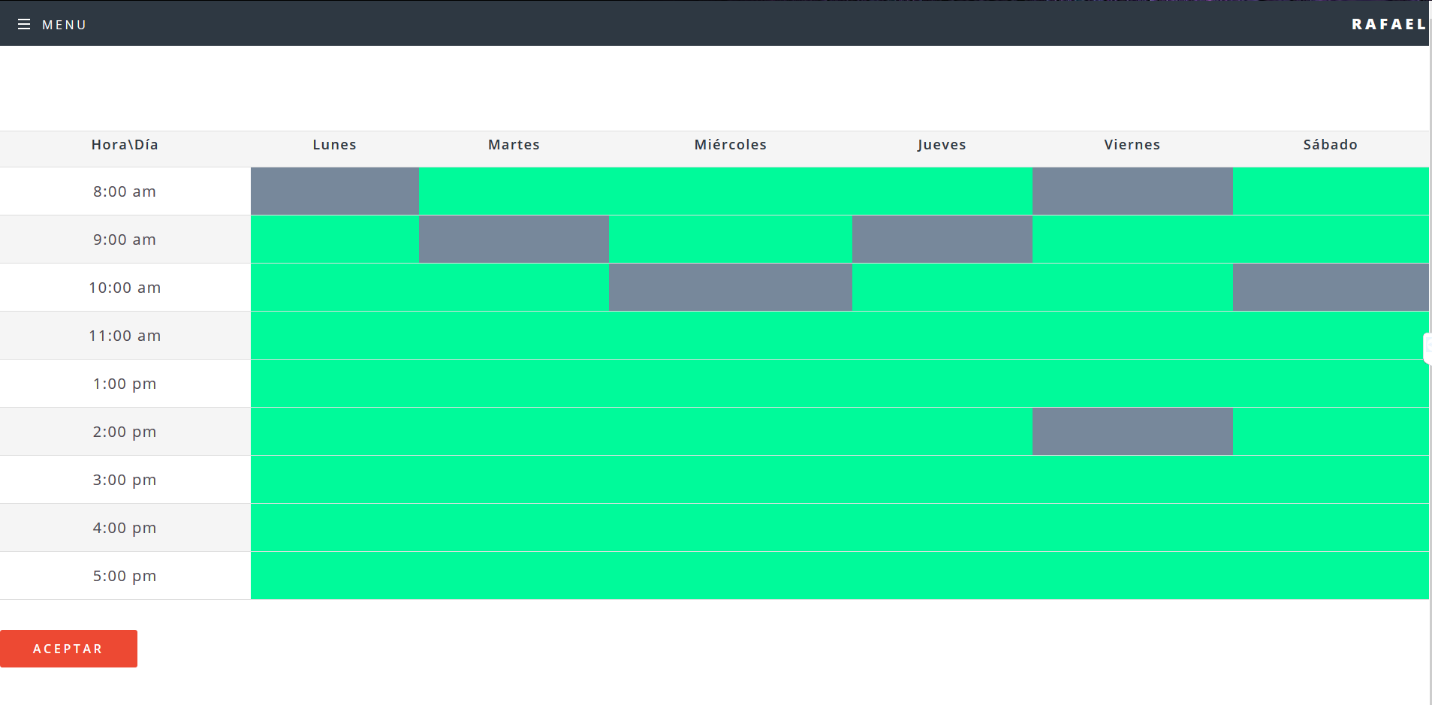 MENU RAFAEL
Hora\Día Lunes Martes Miércoles Jueves Viernes Sábado
8:00 am
9:00 am
10:00 am
11:00 am
1:00 pm
2:00 pm
3:00 pm
4:00 pm
5:00 pm
ACEPTAR